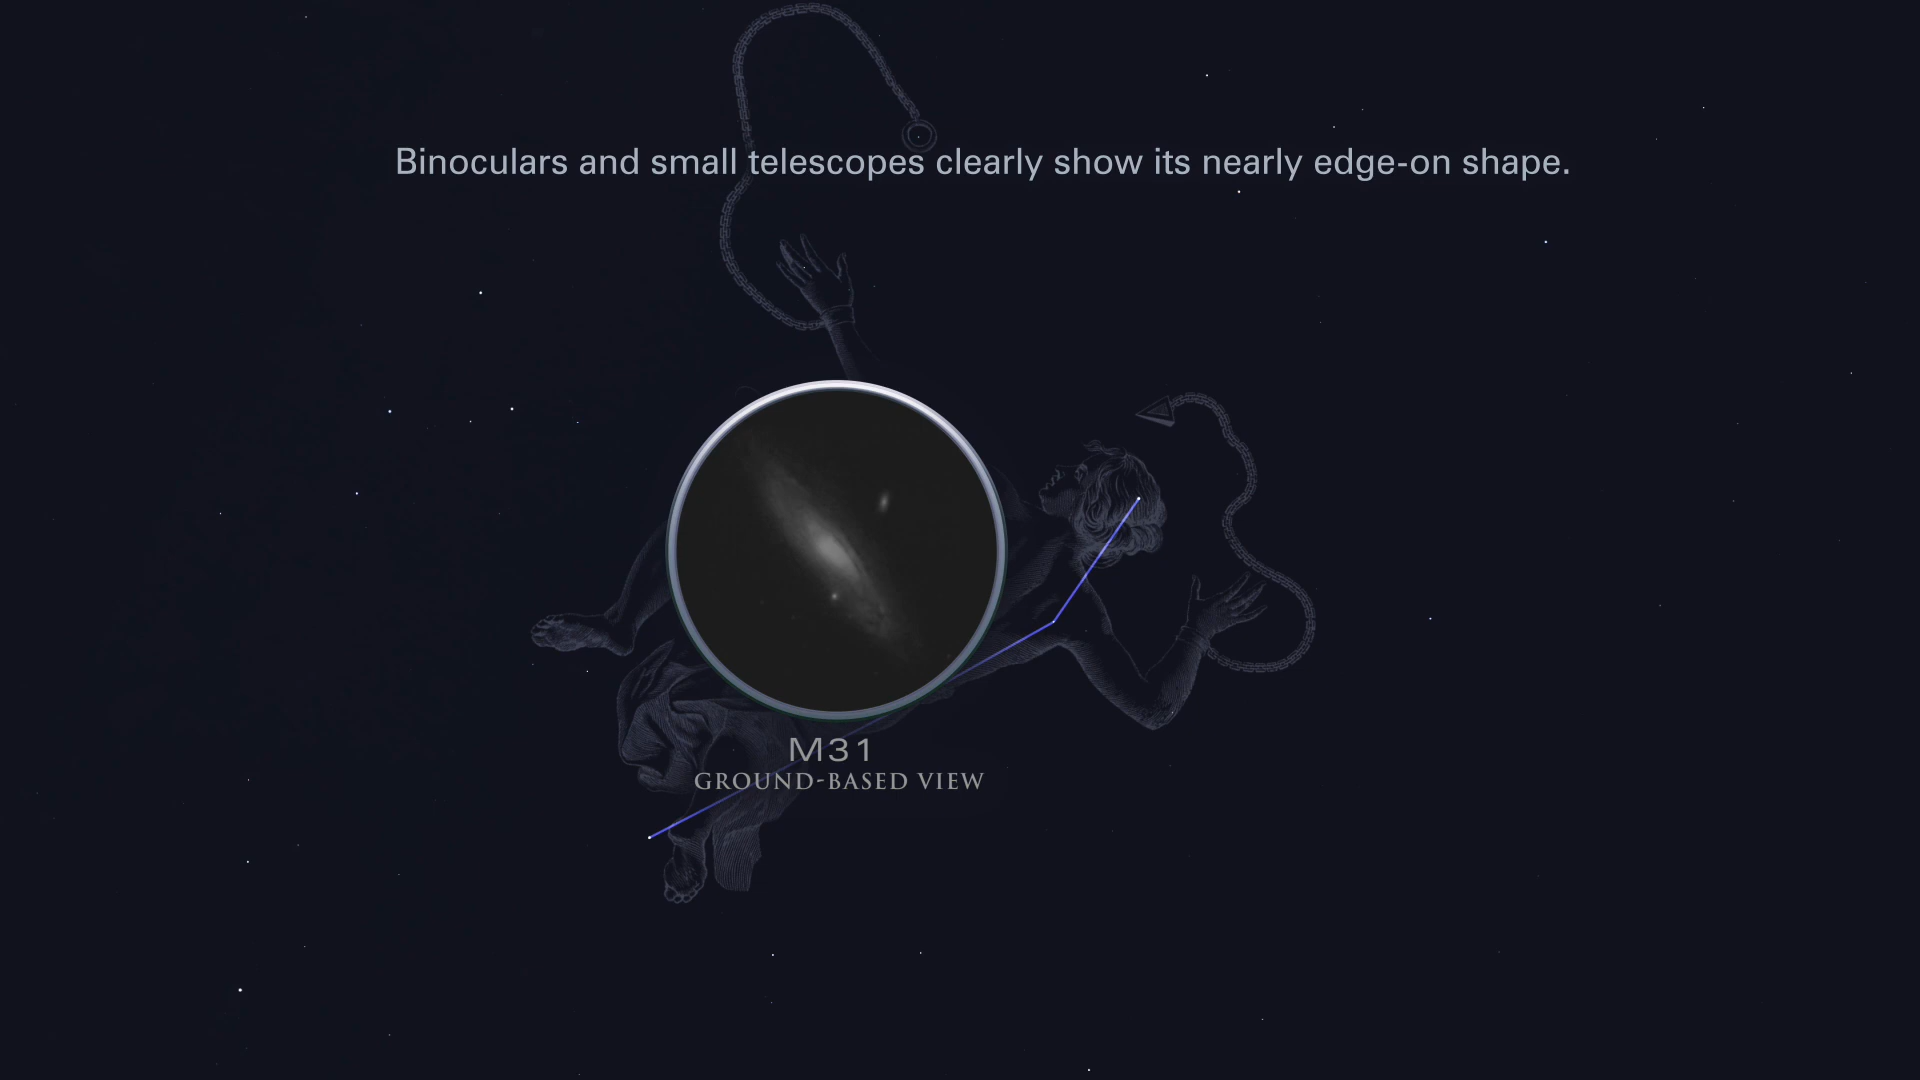 Binoculars and small telescopes clearly show its nearly edge-on shape.
M31
GROUND-BASED VIEW